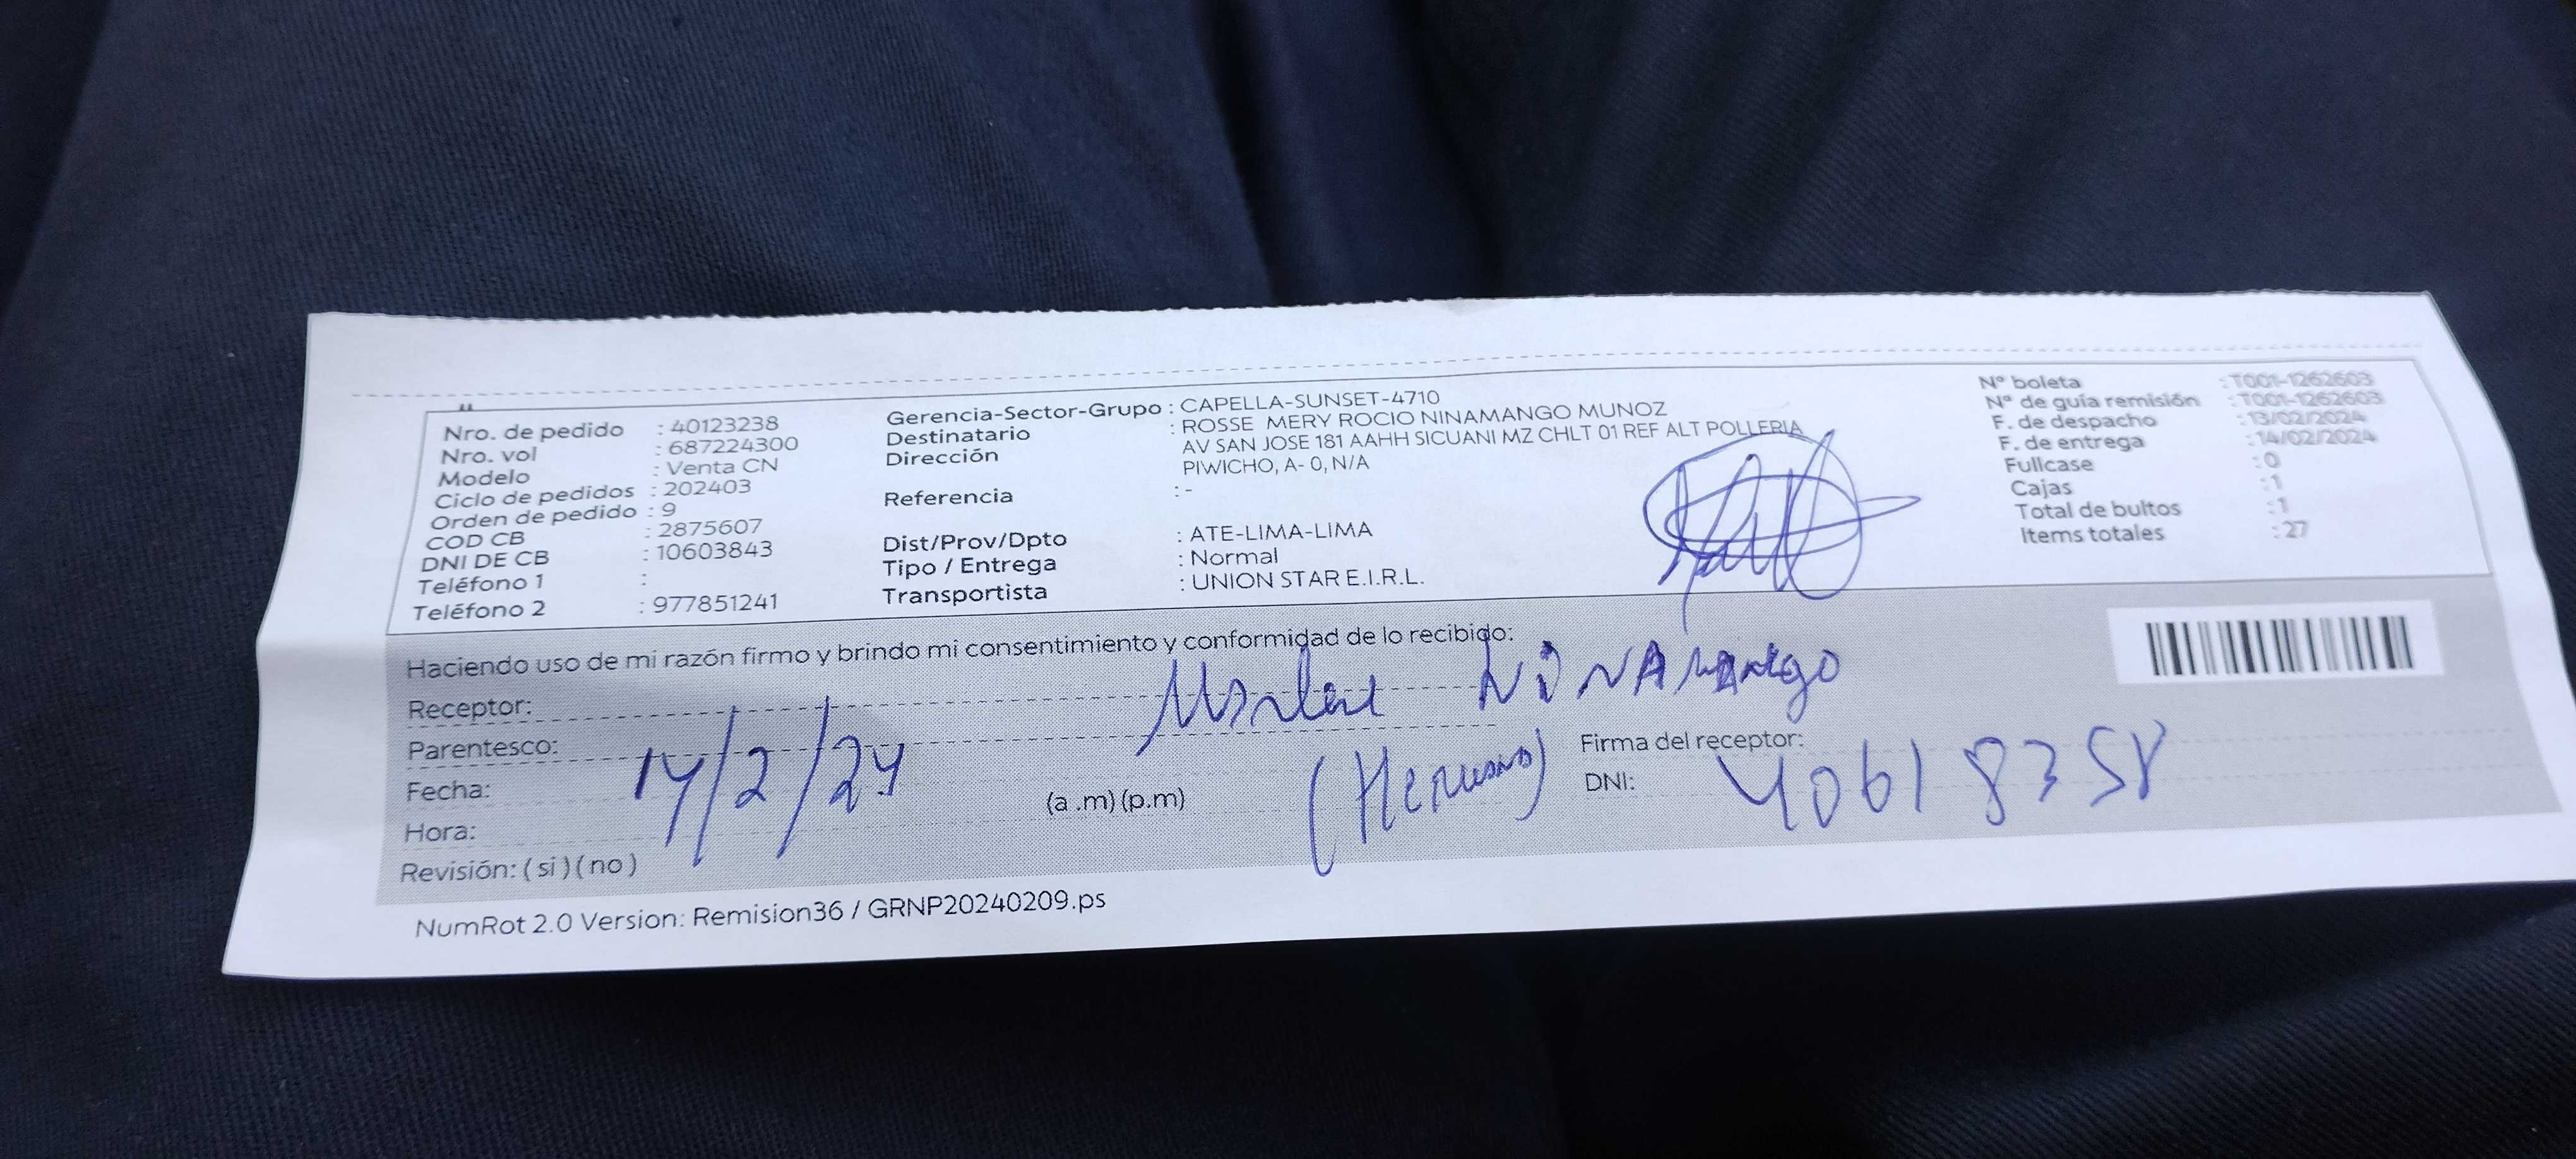 Nro. de pedido : 40123238
Nro. vol : 687224300
Modelo : Venta CN
Ciclo de pedidos : 202403
Orden de pedido : 9
COD CB : 2875607
DNI DE CB : 10603843
Teléfono 1 :
Teléfono 2 : 977851241
Gerencia-Sector-Grupo : CAPELLA-SUNSET-4710
Destinatario : ROSSE MERY ROCIO NINAMANGO MUNOZ
Dirección AV SAN JOSE 181 AAHH SICUANI MZ CHLT 01 REF ALT POLLERIA
PIWICHO, A- 0, N/A
Referencia : -
Dist/Prov/Dpto : ATE-LIMA-LIMA
Tipo / Entrega : Normal
Transportista : UNION STAR E.I.R.L.
Nº boleta : T001-1262603
Nº de guía remisión : T001-1262603
F. de despacho : 13/02/2024
F. de entrega : 14/02/2024
Fullcase : 0
Cajas : 1
Total de bultos : 1
Items totales : 27
Haciendo uso de mi razón firmo y brindo mi consentimiento y conformidad de lo recibido:
Receptor: NINAMANgo
Parentesco: (Hermano)
Firma del receptor:
Fecha: 14/2/24
DNI: 40618358
Hora: (a .m) (p.m)
Revisión: ( si ) ( no )
NumRot 2.0 Version: Remision36 / GRNP20240209.ps